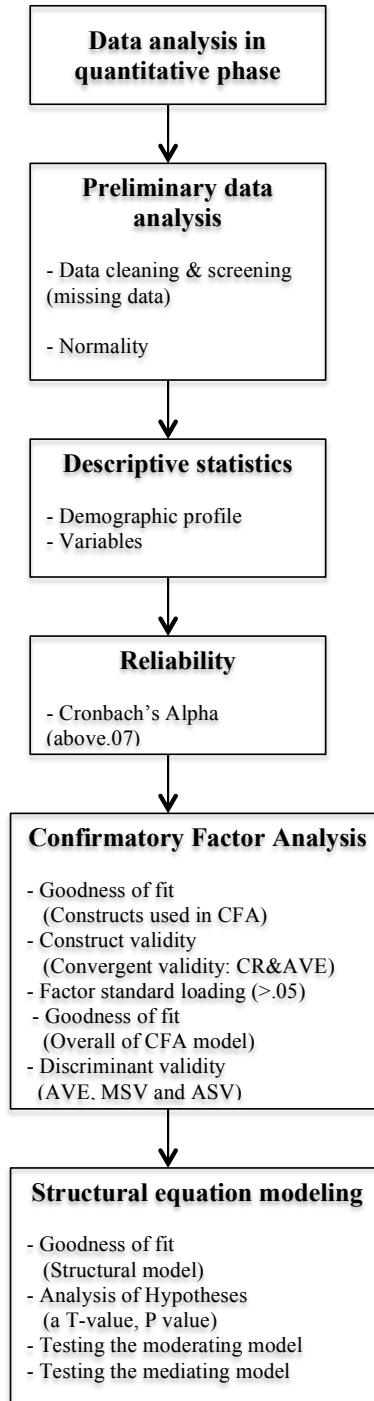 Data analysis in
quantitative phase
Preliminary data
analysis
- Data cleaning & screening
(missing data)
- Normality
Descriptive statistics
- Demographic profile
- Variables
Reliability
- Cronbach's Alpha
(above.07)
Confirmatory Factor Analysis
- Goodness of fit
(Constructs used in CFA)
- Construct validity
(Convergent validity: CR&AVE)
- Factor standard loading (>.05)
- Goodness of fit
(Overall of CFA model)
- Discriminant validity
(AVE, MSV and ASV)
Structural equation modeling
- Goodness of fit
(Structural model)
- Analysis of Hypotheses
(a T-value, P value)
- Testing the moderating model
- Testing the mediating model